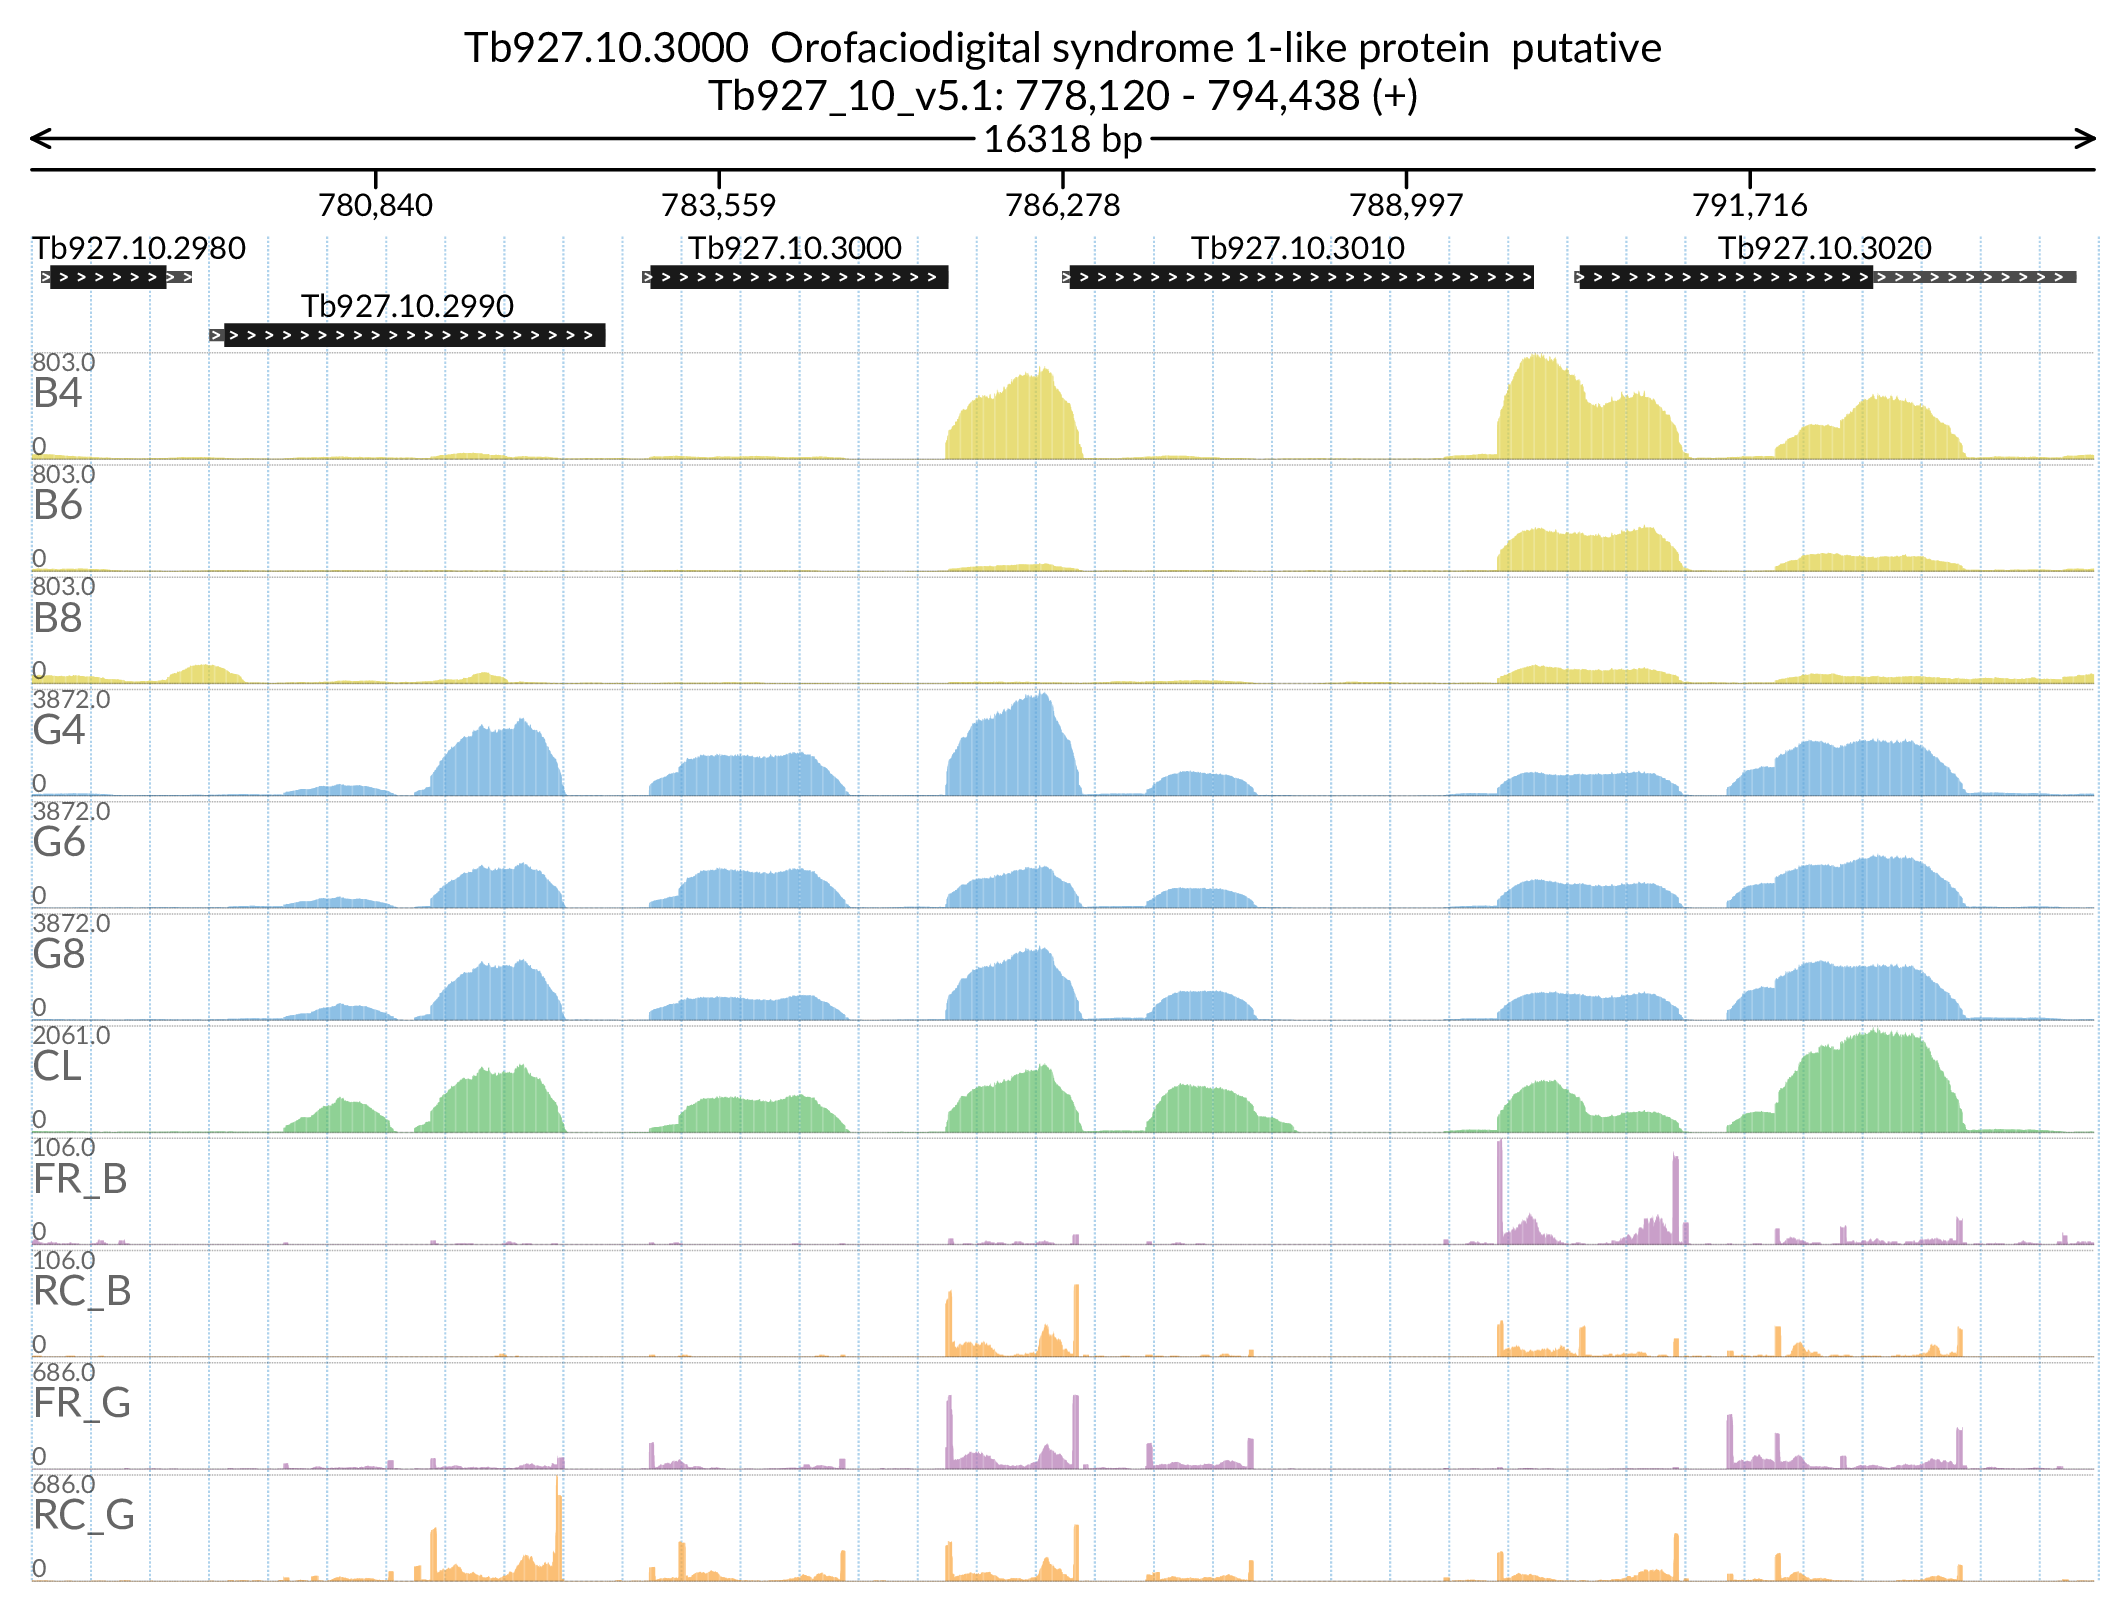 Tb927.10.3000  Orofaciodigital syndrome 1-like protein  putative
Tb927_10_v5.1: 778,120 - 794,438 (+)
16318 bp
780,840 783,559 786,278 788,997 791,716
Tb927.10.2980 Tb927.10.3000 Tb927.10.3010 Tb927.10.3020
Tb927.10.2990
803.0
B4
0
803.0
B6
0
803.0
B8
0
3872.0
G4
0
3872.0
G6
0
3872.0
G8
0
2061.0
CL
0
106.0
FR_B
0
106.0
RC_B
0
686.0
FR_G
0
686.0
RC_G
0